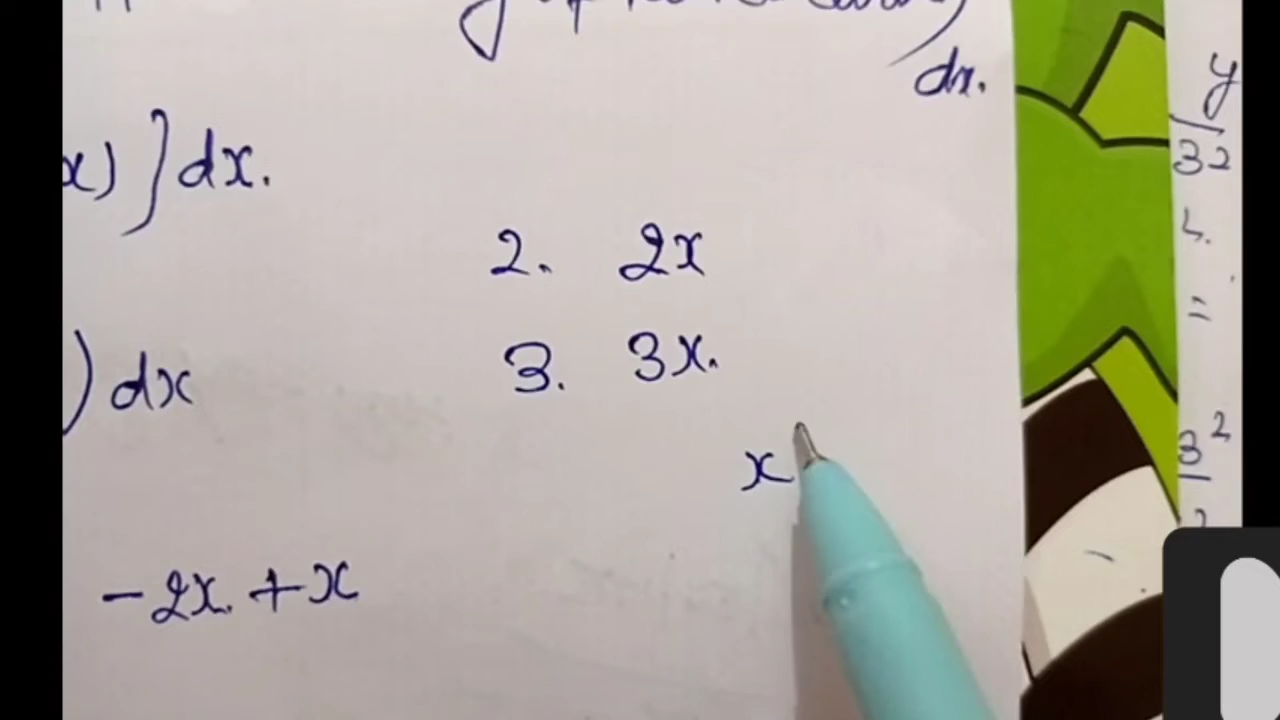 dx.
x) } dx.
2. 2x
) dx
3. 3x.
x
- 2x. + x
y
32
=
3²